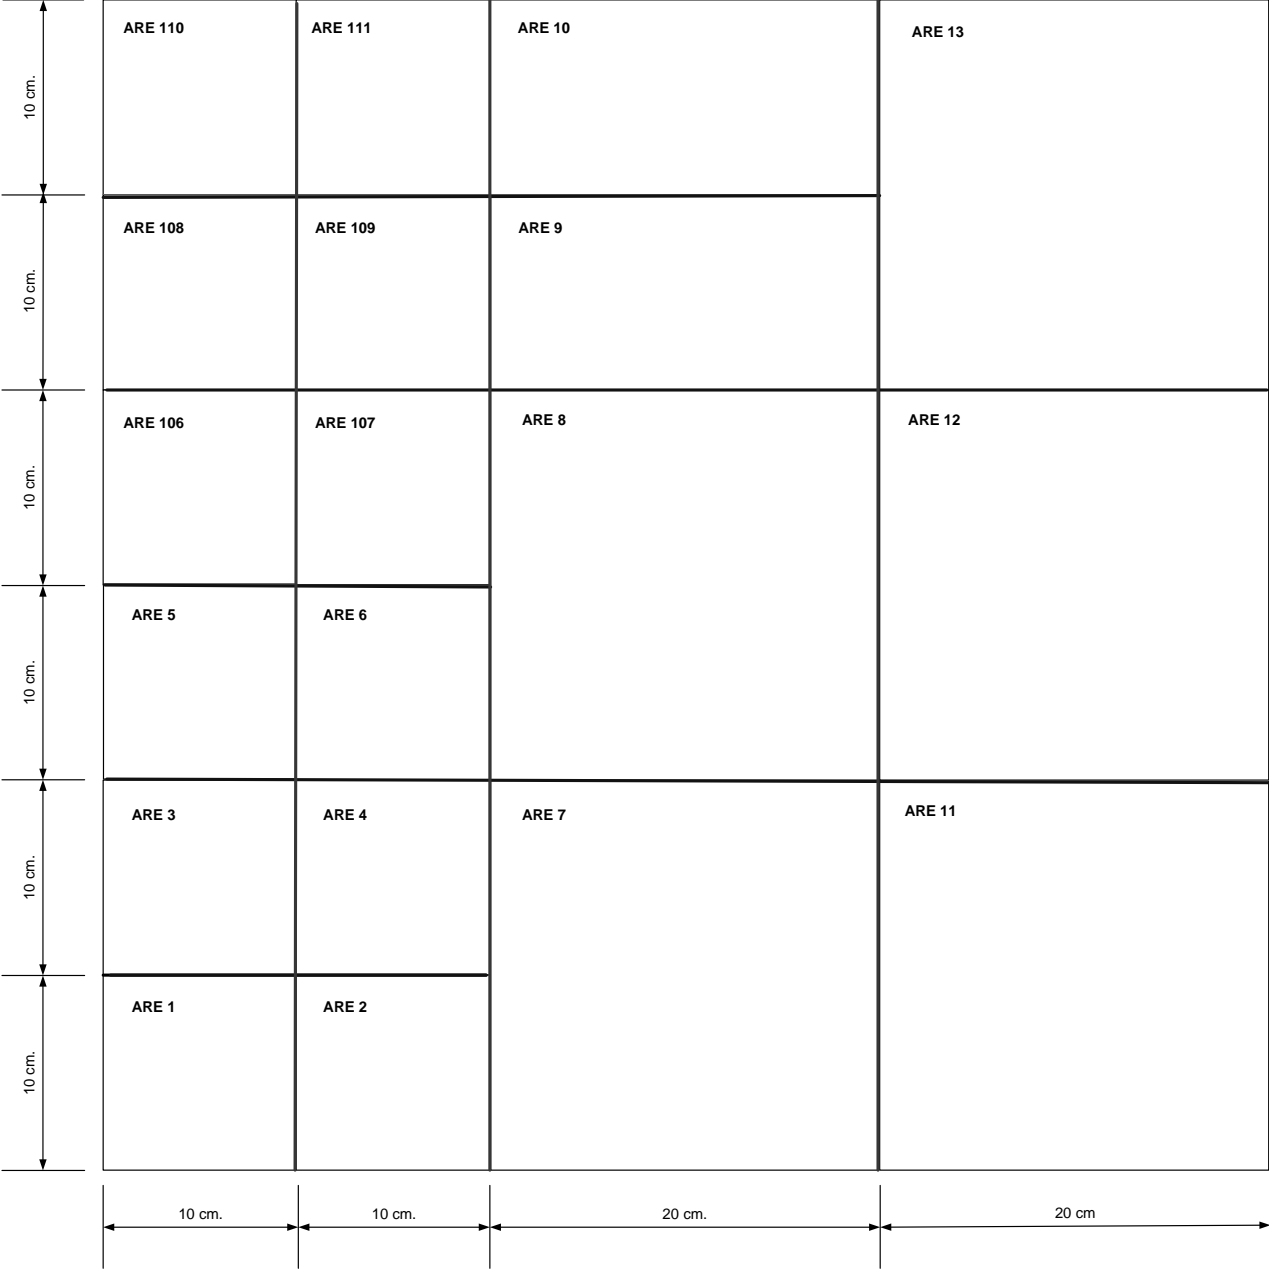 ARE 110
ARE 111
ARE 10
ARE 13
10 cm.
ARE 108
ARE 109
ARE 9
10 cm.
ARE 106
ARE 107
ARE 8
ARE 12
10 cm.
ARE 5
ARE 6
10 cm.
ARE 3
ARE 4
ARE 7
ARE 11
10 cm.
ARE 1
ARE 2
10 cm.
10 cm.
10 cm.
20 cm.
20 cm